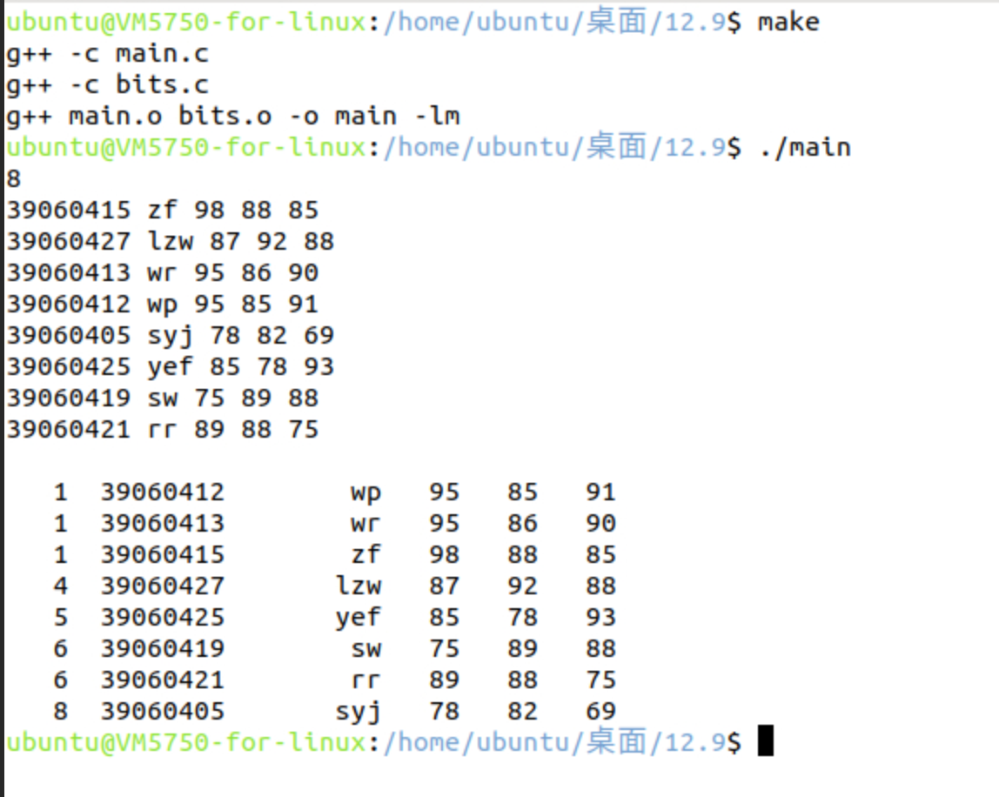 ubuntu@VM5750-for-linux:/home/ubuntu/桌面/12.9$ make
g++ -c main.c
g++ -c bits.c
g++ main.o bits.o -o main -lm
ubuntu@VM5750-for-linux:/home/ubuntu/桌面/12.9$ ./main
8
39060415 zf 98 88 85
39060427 lzw 87 92 88
39060413 wr 95 86 90
39060412 wp 95 85 91
39060405 syj 78 82 69
39060425 yef 85 78 93
39060419 sw 75 89 88
39060421 rr 89 88 75

   1  39060412        wp   95   85   91
   1  39060413        wr   95   86   90
   1  39060415        zf   98   88   85
   4  39060427       lzw   87   92   88
   5  39060425       yef   85   78   93
   6  39060419        sw   75   89   88
   6  39060421        rr   89   88   75
   8  39060405       syj   78   82   69
ubuntu@VM5750-for-linux:/home/ubuntu/桌面/12.9$